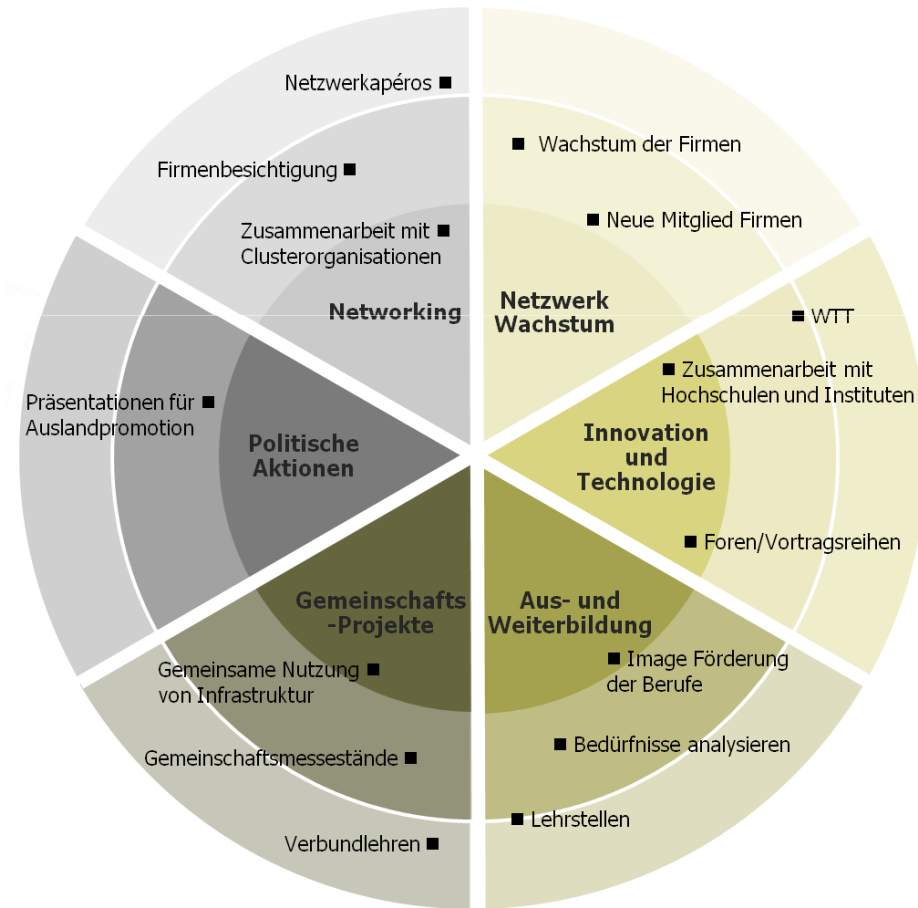 Netzwerkapéros
Firmenbesichtigung
Zusammenarbeit mit
Clusterorganisationen
Networking
Wachstum der Firmen
Neue Mitglied Firmen
Netzwerk
Wachstum
WTT
Zusammenarbeit mit
Hochschulen und Instituten
Innovation
und
Technologie
Foren/Vortragsreihen
Präsentationen für
Auslandpromotion
Politische
Aktionen
Gemeinschafts
-Projekte
Gemeinsame Nutzung
von Infrastruktur
Gemeinschaftsmessestände
Verbundlehren
Aus- und
Weiterbildung
Image Förderung
der Berufe
Bedürfnisse analysieren
Lehrstellen